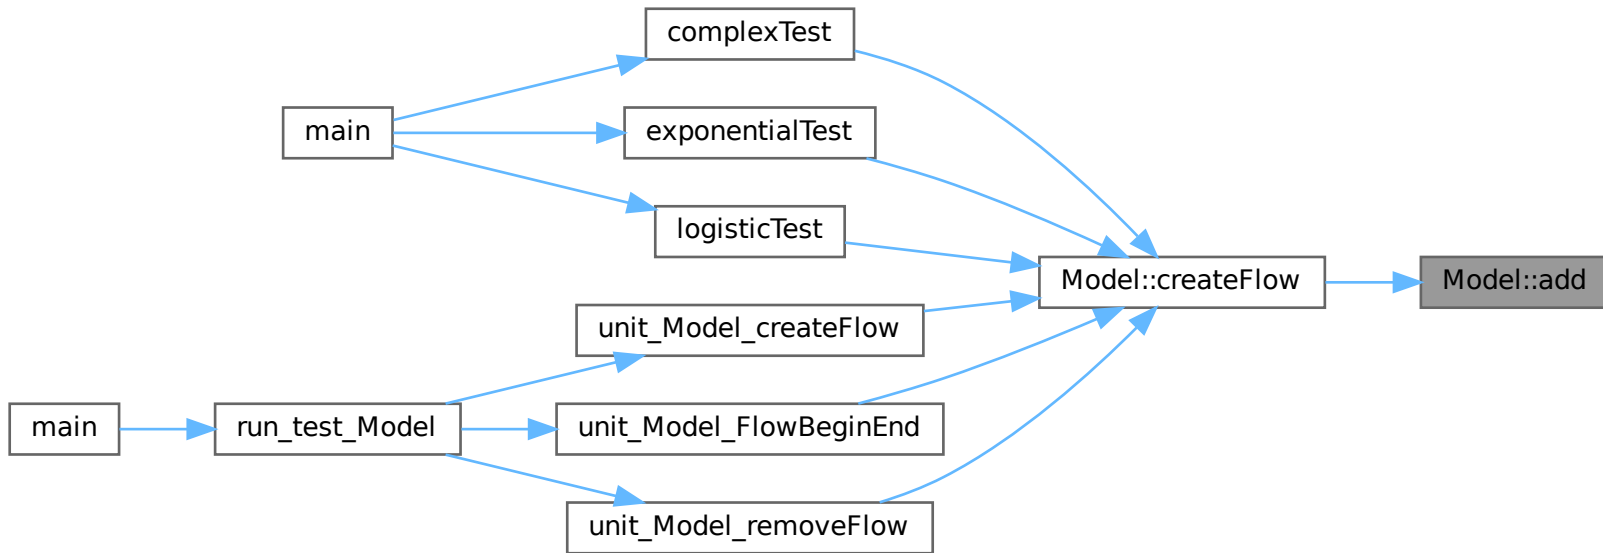 complexTest
main
exponentialTest
logisticTest
Model::createFlow
Model::add
unit_Model_createFlow
main
run_test_Model
unit_Model_FlowBeginEnd
unit_Model_removeFlow